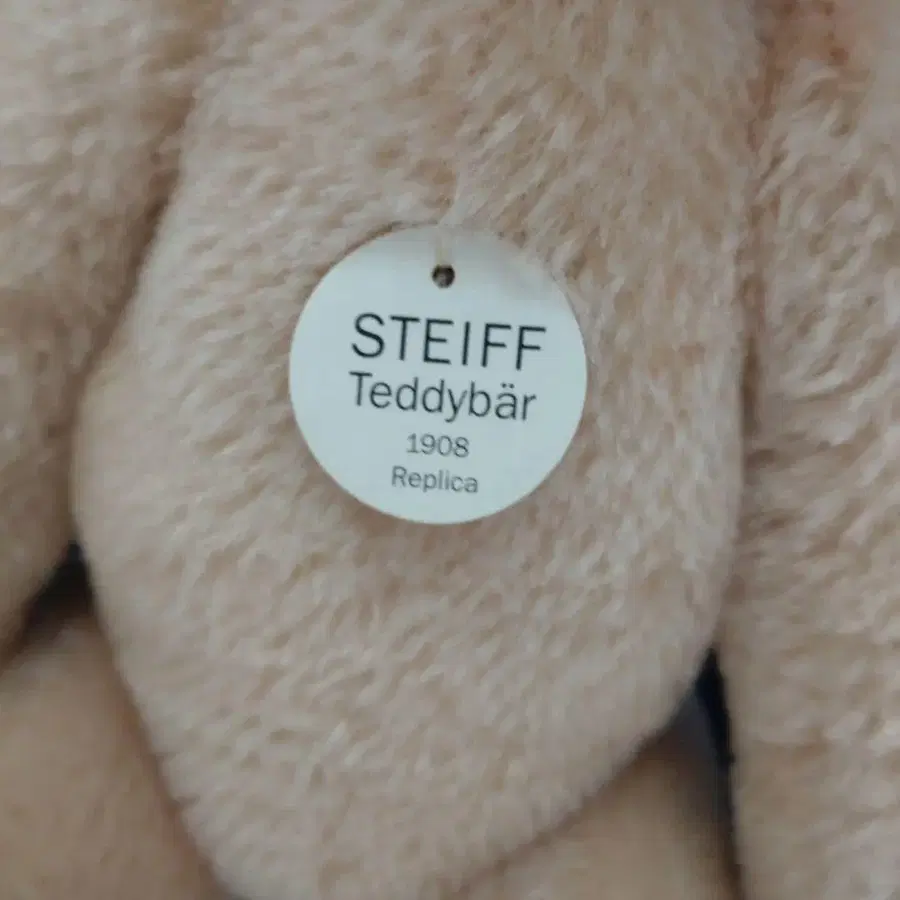 STEIFF
Teddybär
1908
Replica